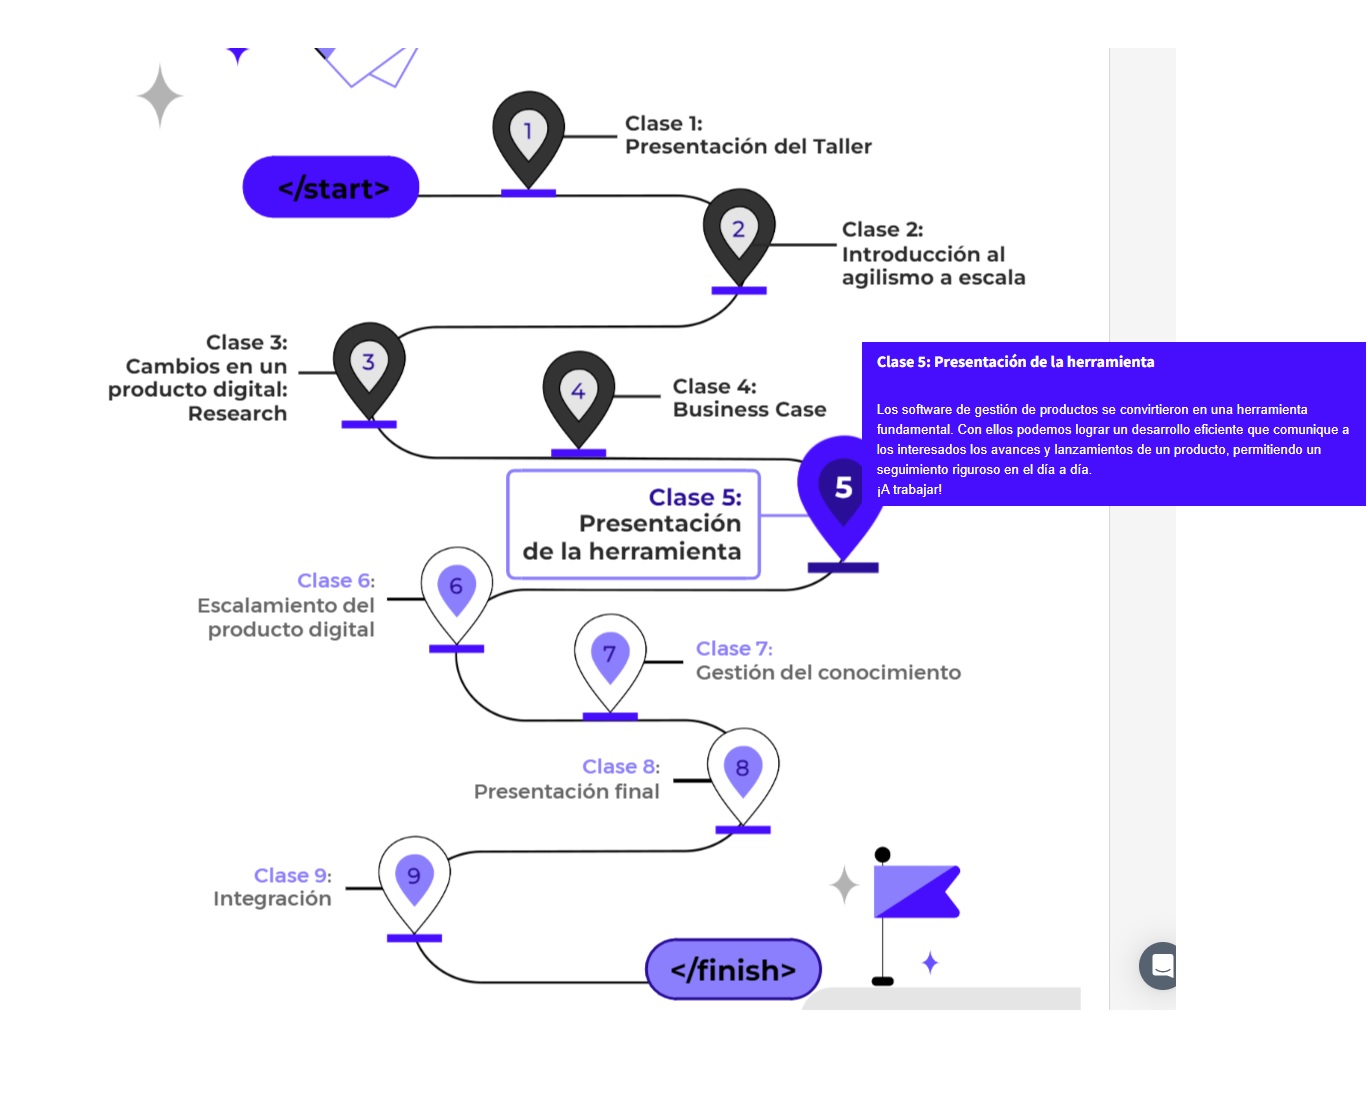 1
Clase 1:
Presentación del Taller
</start>
2
Clase 2:
Introducción al
agilismo a escala
Clase 3:
Cambios en un
producto digital:
Research
3
4
Clase 4:
Business Case
Clase 5: Presentación de la herramienta
Los software de gestión de productos se convirtieron en una herramienta
fundamental. Con ellos podemos lograr un desarrollo eficiente que comunique a
los interesados los avances y lanzamientos de un producto, permitiendo un
seguimiento riguroso en el día a día.
¡A trabajar!
5
Clase 5:
Presentación
de la herramienta
Clase 6:
Escalamiento del
producto digital
6
7
Clase 7:
Gestión del conocimiento
Clase 8:
Presentación final
8
Clase 9:
Integración
9
</finish>